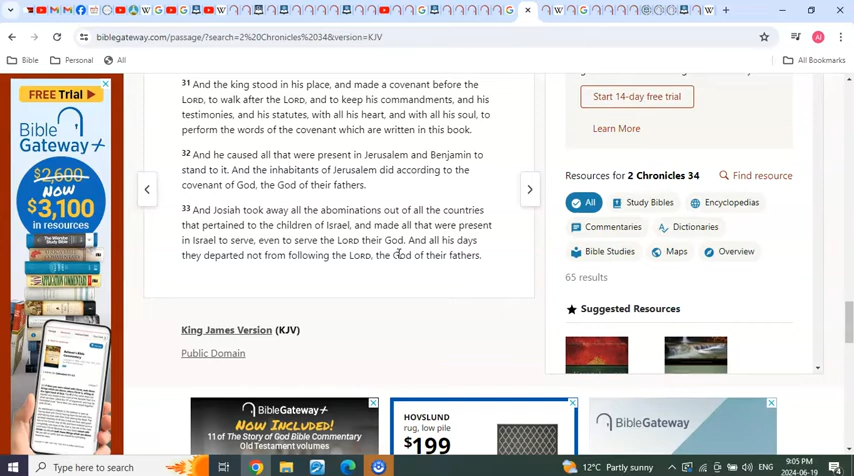 biblegateway.com/passage/?search=2%20Chronicles%2034&version=KJV
AI
Bible
Personal
All
All Bookmarks
FREE Trial
BIBLE
GATEWAY+
$2,600
NOW
$3,100
in resources
31 And the king stood in his place, and made a covenant before the
LORD, to walk after the LORD, and to keep his commandments, and his
testimonies, and his statutes, with all his heart, and with all his soul, to
perform the words of the covenant which are written in this book.
32 And he caused all that were present in Jerusalem and Benjamin to
stand to it. And the inhabitants of Jerusalem did according to the
covenant of God, the God of their fathers.
33 And Josiah took away all the abominations out of all the countries
that pertained to the children of Israel, and made all that were present
in Israel to serve, even to serve the LORD their God. And all his days
they departed not from following the LORD, the God of their fathers.
King James Version (KJV)
Public Domain
Start 14-day free trial
Learn More
Resources for 2 Chronicles 34
Find resource
All
Study Bibles
Encyclopedias
Commentaries
Dictionaries
Bible Studies
Maps
Overview
65 results
Suggested Resources
BIBLEGATEWAY+
NOW INCLUDED!
11 of The Story of God Bible Commentary
Old Testament volumes
HOVSLUND
rug, low pile
$199
BibleGateway
Type here to search
12°C Partly sunny
ENG
9:05 PM
2024-06-19
4